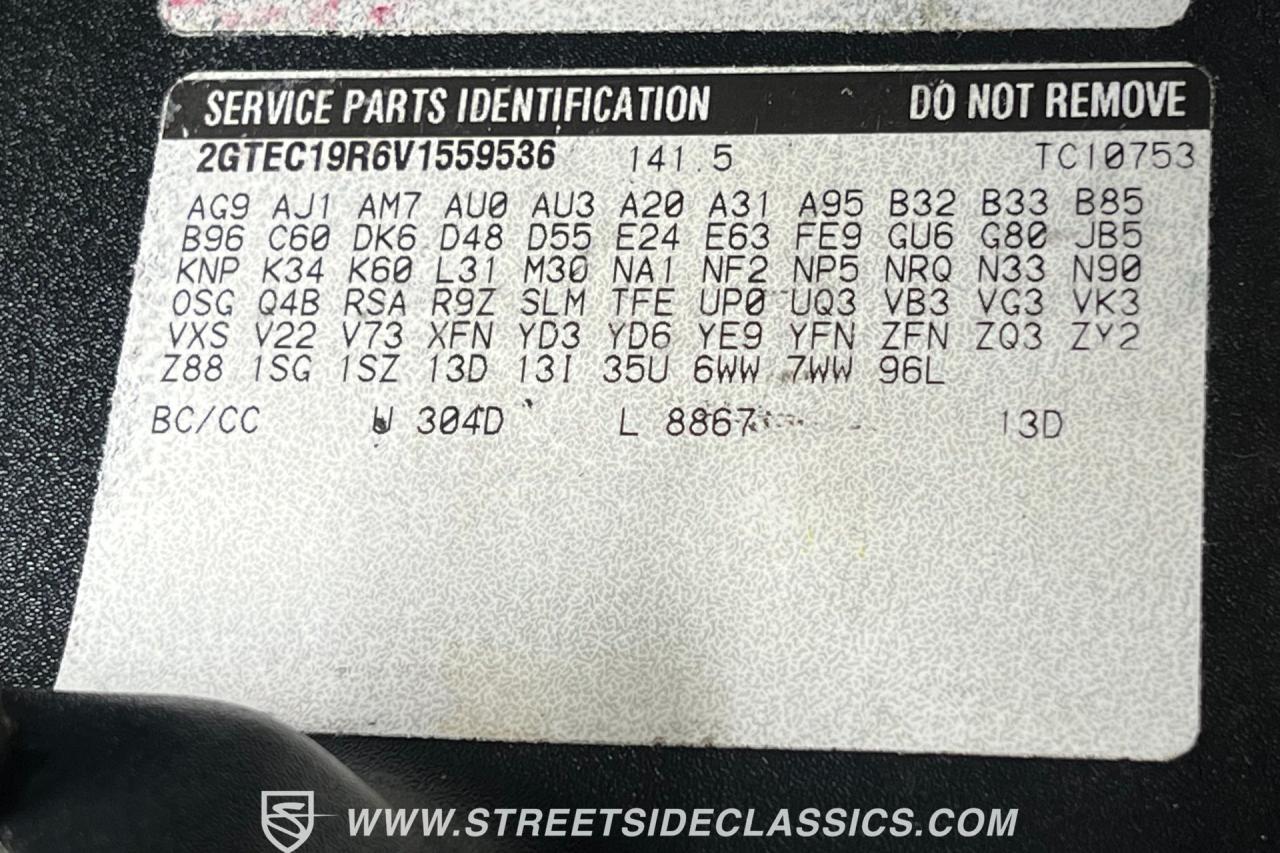 SERVICE PARTS IDENTIFICATION DO NOT REMOVE
2GTEC19R6V1559536 141.5 TC10753
AG9 AJ1 AM7 AU0 AU3 A20 A31 A95 B32 B33 B85
B96 C60 DK6 D48 D55 E24 E63 FE9 GU6 G80 JB5
KNP K34 K60 L31 M30 NA1 NF2 NP5 NRQ N33 N90
OSG Q4B RSA R9Z SLM TFE UP0 UQ3 VB3 VG3 VK3
VXS V22 V73 XFN YD3 YD6 YE9 YFN ZFN ZQ3 ZY2
Z88 1SG 1SZ 13D 13I 35U 6WW 7WW 96L
BC/CC U 304D L 8867 13D
WWW.STREETSIDECLASSICS.COM